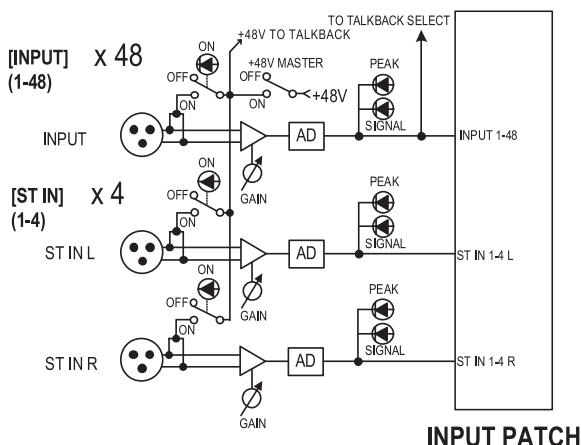 TO TALKBACK SELECT
+48V TO TALKBACK
[INPUT] x 48
(1-48)
ON
OFF
ON
+48V MASTER
OFF
ON
+48V
PEAK
SIGNAL
INPUT
GAIN
AD
INPUT 1-48
[ST IN] x 4
(1-4)
ON
OFF
ON
PEAK
SIGNAL
ST IN L
GAIN
AD
ST IN 1-4 L
ON
OFF
ON
PEAK
SIGNAL
ST IN R
GAIN
AD
ST IN 1-4 R
INPUT PATCH